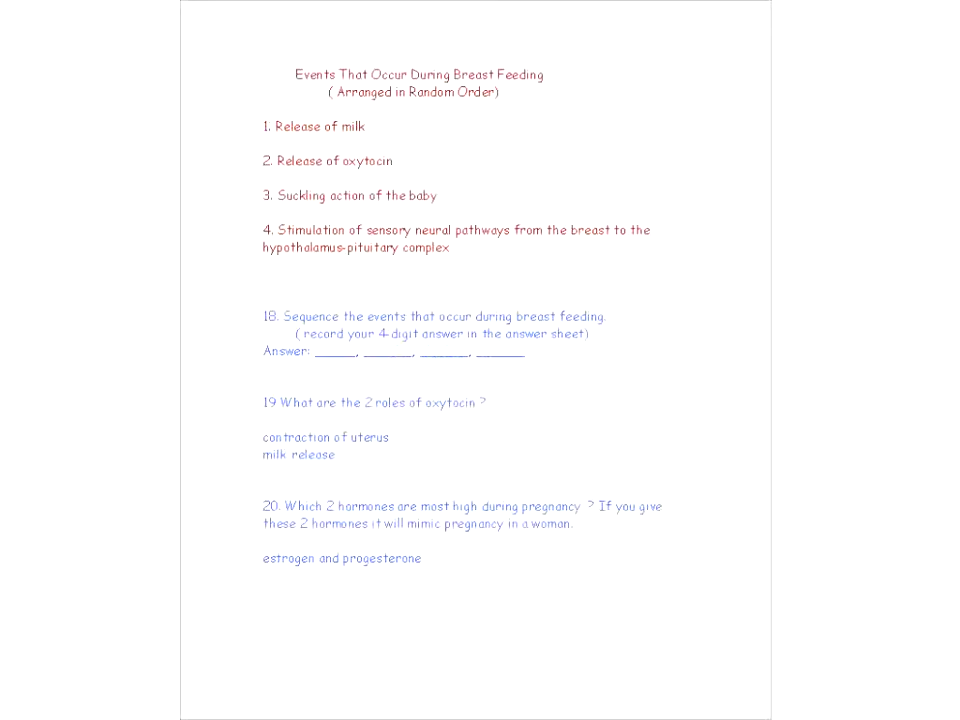 Events That Occur During Breast Feeding
( Arranged in Random Order)
1. Release of milk
2. Release of oxytocin
3. Suckling action of the baby
4. Stimulation of sensory neural pathways from the breast to the
hypothalamus-pituitary complex
18. Sequence the events that occur during breast feeding.
( record your 4-digit answer in the answer sheet)
Answer: _____, ______, ______, ______
19 What are the 2 roles of oxytocin ?
contraction of uterus
milk release
20. Which 2 hormones are most high during pregnancy ? If you give
these 2 hormones it will mimic pregnancy in a woman.
estrogen and progesterone